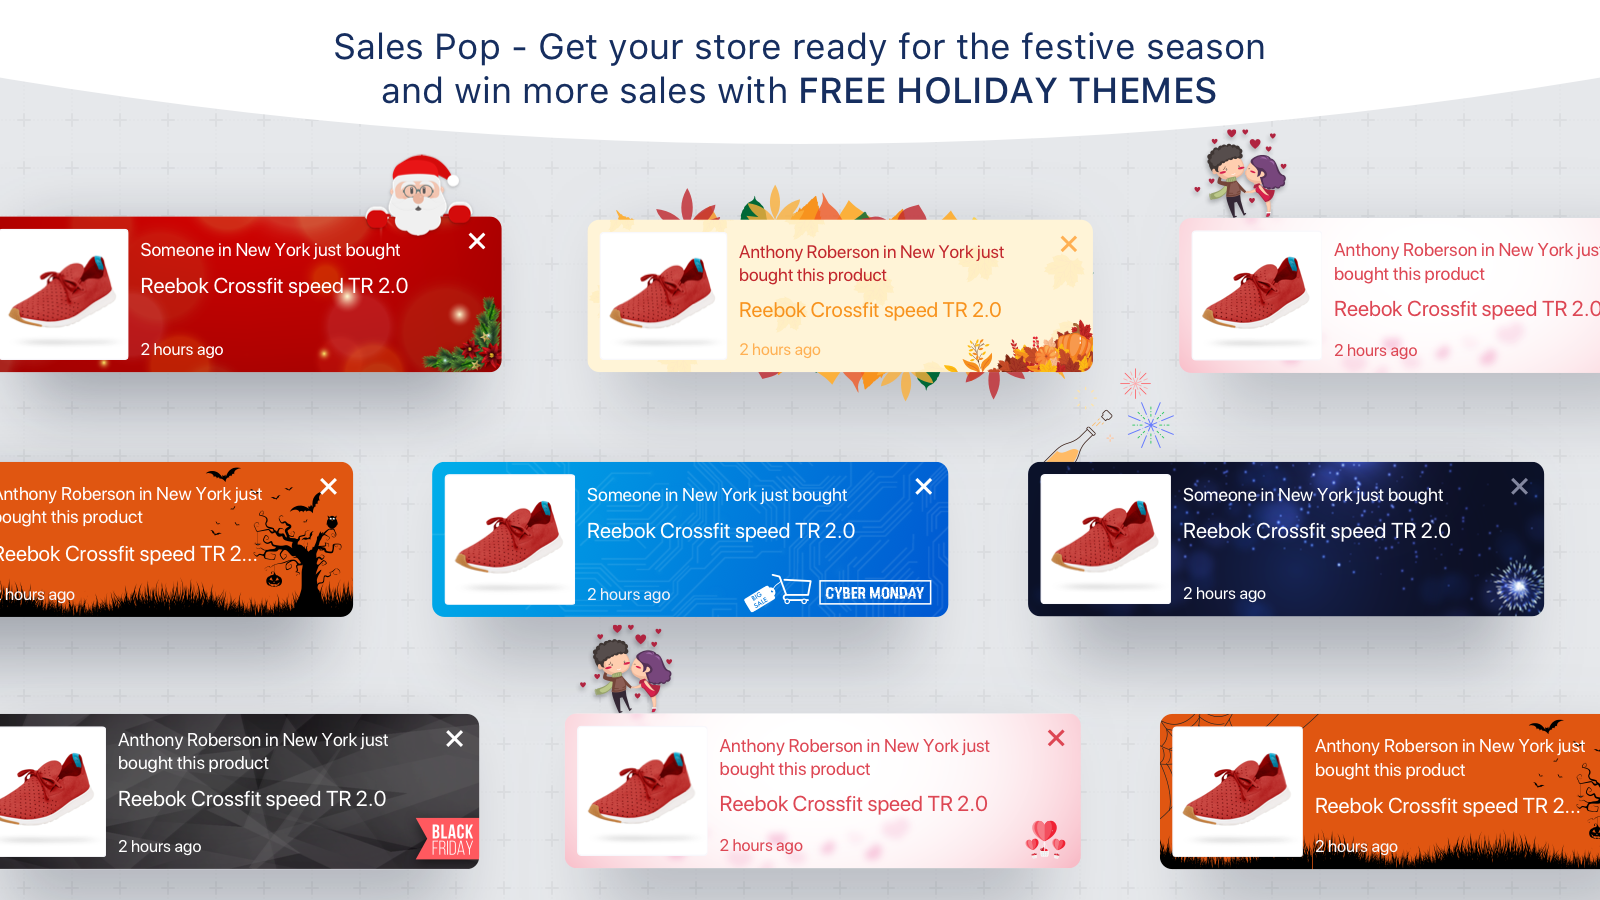 Sales Pop - Get your store ready for the festive season
and win more sales with FREE HOLIDAY THEMES
Someone in New York just bought
Reebok Crossfit speed TR 2.0
2 hours ago
Anthony Roberson in New York just
bought this product
Reebok Crossfit speed TR 2.0
2 hours ago
Anthony Roberson in New York jus
bought this product
Reebok Crossfit speed TR 2.0
2 hours ago
Anthony Roberson in New York just
bought this product
Reebok Crossfit speed TR 2...
2 hours ago
Someone in New York just bought
Reebok Crossfit speed TR 2.0
2 hours ago
BIG
SALE
CYBER MONDAY
Someone in New York just bought
Reebok Crossfit speed TR 2.0
2 hours ago
Anthony Roberson in New York just
bought this product
Reebok Crossfit speed TR 2.0
2 hours ago
BLACK
FRIDAY
Anthony Roberson in New York just
bought this product
Reebok Crossfit speed TR 2.0
2 hours ago
Anthony Roberson in New York just
bought this product
Reebok Crossfit speed TR 2...
2 hours ago